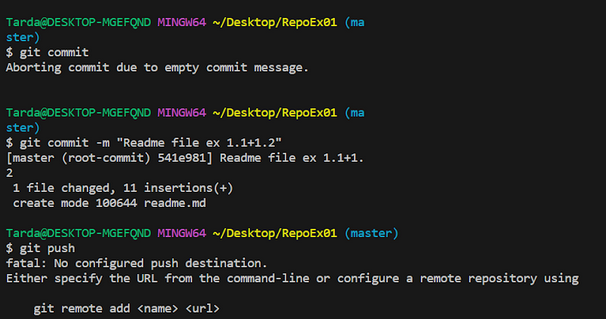 Tarda@DESKTOP-MGEFQND MINGW64 ~/Desktop/RepoEx01 (ma
ster)
$ git commit
Aborting commit due to empty commit message.
Tarda@DESKTOP-MGEFQND MINGW64 ~/Desktop/RepoEx01 (ma
ster)
$ git commit -m "Readme file ex 1.1+1.2"
[master (root-commit) 541e981] Readme file ex 1.1+1.
2
 1 file changed, 11 insertions(+)
 create mode 100644 readme.md
Tarda@DESKTOP-MGEFQND MINGW64 ~/Desktop/RepoEx01 (master)
$ git push
fatal: No configured push destination.
Either specify the URL from the command-line or configure a remote repository using
    git remote add <name> <url>